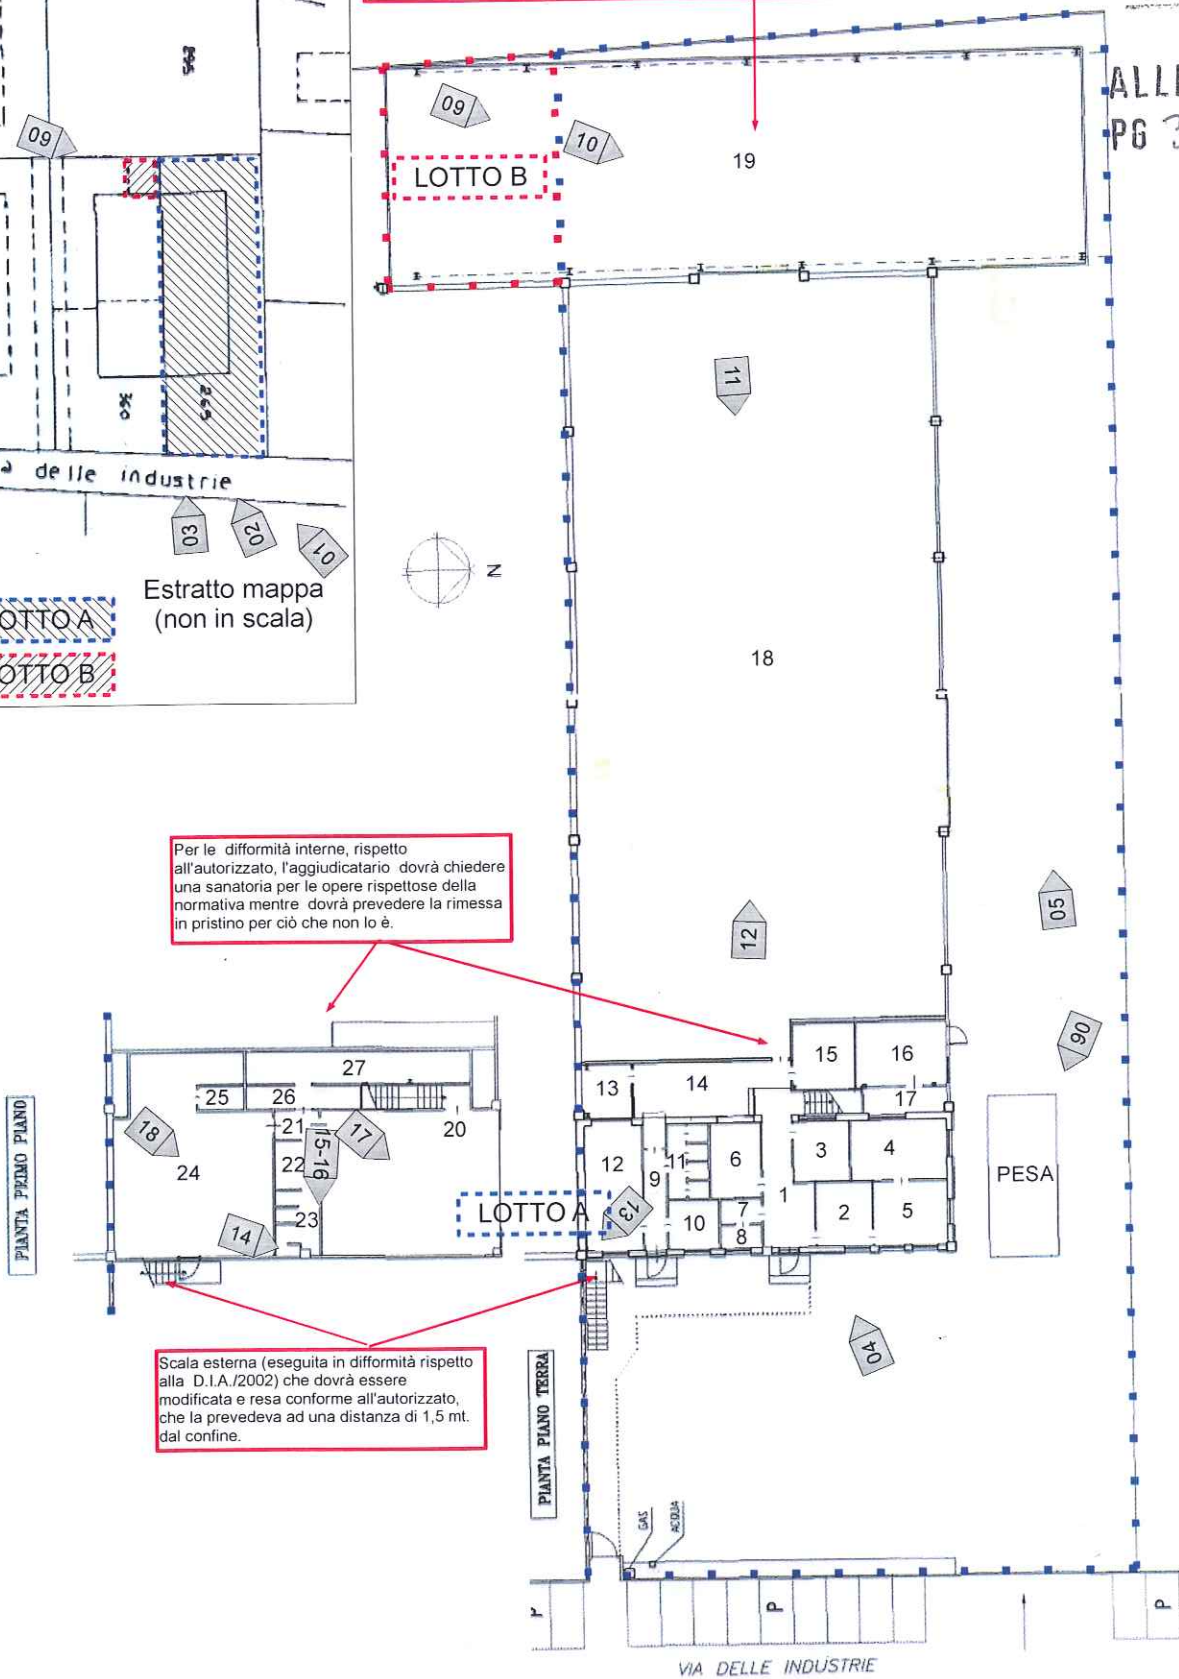 895
09
360
265
delle industrie
03
02
01
Estratto mappa
(non in scala)
LOTTO A
LOTTO B
N
PG
09
10
LOTTO B
19
11
18
12
05
06
Per le difformità interne, rispetto
all'autorizzato, l'aggiudicatario dovrà chiedere
una sanatoria per le opere rispettose della
normativa mentre dovrà prevedere la rimessa
in pristino per ciò che non lo è.
PIANTA PRIMO PIANO
27
25
26
21
20
18
15-16
17
24
22
23
14
LOTTO A
13
14
15
16
17
12
9
11
6
3
4
1
13
10
7
8
2
5
PESA
04
Scala esterna (eseguita in difformità rispetto
alla D.I.A./2002) che dovrà essere
modificata e resa conforme all'autorizzato,
che la prevedeva ad una distanza di 1,5 mt.
dal confine.
PIANTA PIANO TERRA
GAS
ACQUA
P
P
P
VIA DELLE INDUSTRIE